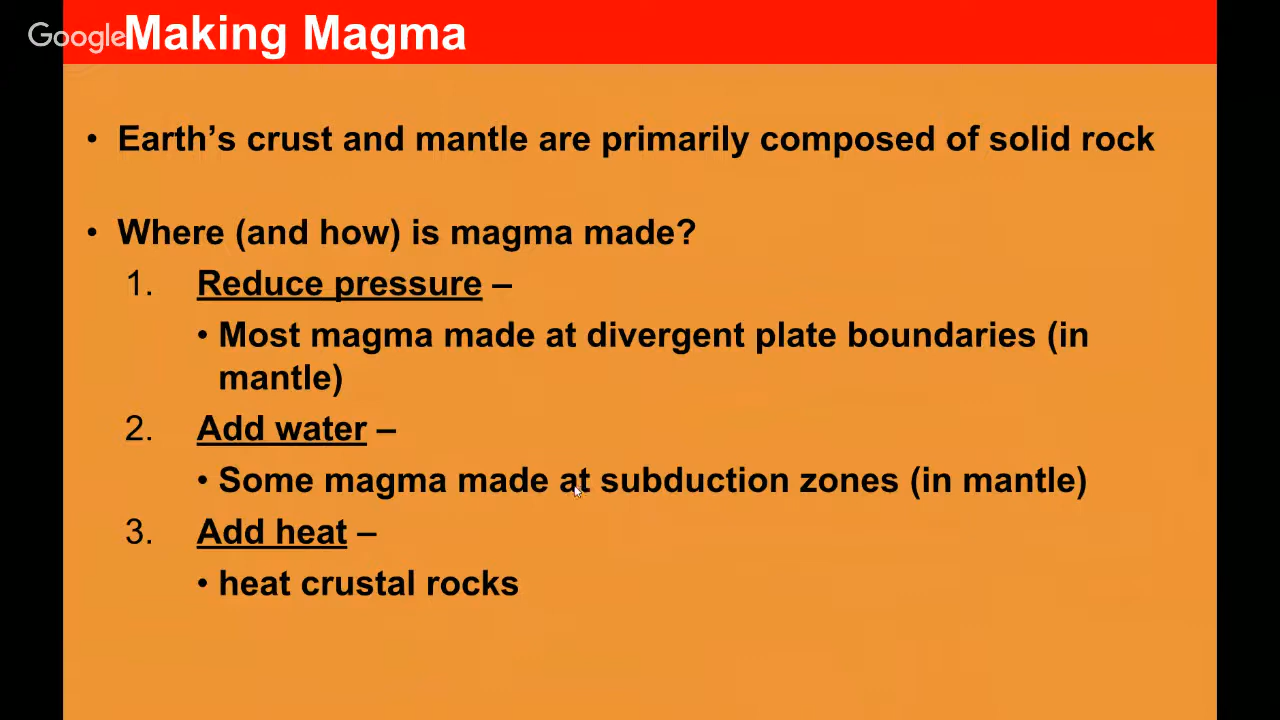 Google
Making Magma
• Earth’s crust and mantle are primarily composed of solid rock
• Where (and how) is magma made?
1. Reduce pressure –
• Most magma made at divergent plate boundaries (in
mantle)
2. Add water –
• Some magma made at subduction zones (in mantle)
3. Add heat –
• heat crustal rocks